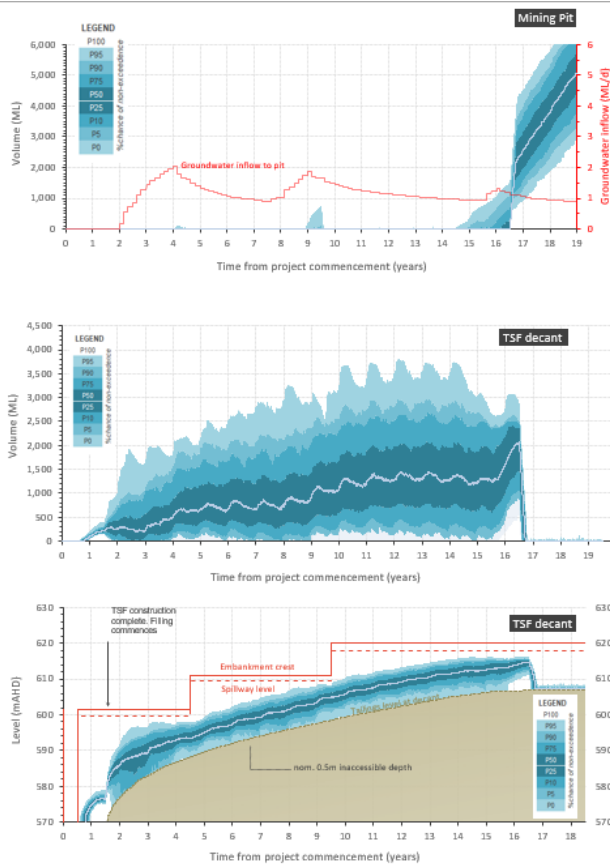 Mining Pit
LEGEND
P100
P95
P90
P75
P50
P25
P10
P5
P0
%chance of non-exceedence
6,000
5,000
4,000
3,000
2,000
1,000
0
Volume (ML)
6
5
4
3
2
1
0
Groundwater inflow (ML/d)
Groundwater inflow to pit
0 1 2 3 4 5 6 7 8 9 10 11 12 13 14 15 16 17 18 19
Time from project commencement (years)
TSF decant
LEGEND
P100
P95
P90
P75
P50
P25
P10
P5
P0
%chance of non-exceedence
4,500
4,000
3,500
3,000
2,500
2,000
1,500
1,000
500
0
Volume (ML)
0 1 2 3 4 5 6 7 8 9 10 11 12 13 14 15 16 17 18 19
Time from project commencement (years)
TSF construction
complete. Filling
commences
TSF decant
630
620
610
600
590
580
570
Level (mAHD)
630
620
610
600
590
580
570
Embankment crest
Spillway level
Tailings level at decant
nom. 0.5m inaccessible depth
LEGEND
P100
P95
P90
P75
P50
P25
P10
P5
P0
%chance of non-exceedence
0 1 2 3 4 5 6 7 8 9 10 11 12 13 14 15 16 17 18
Time from project commencement (years)